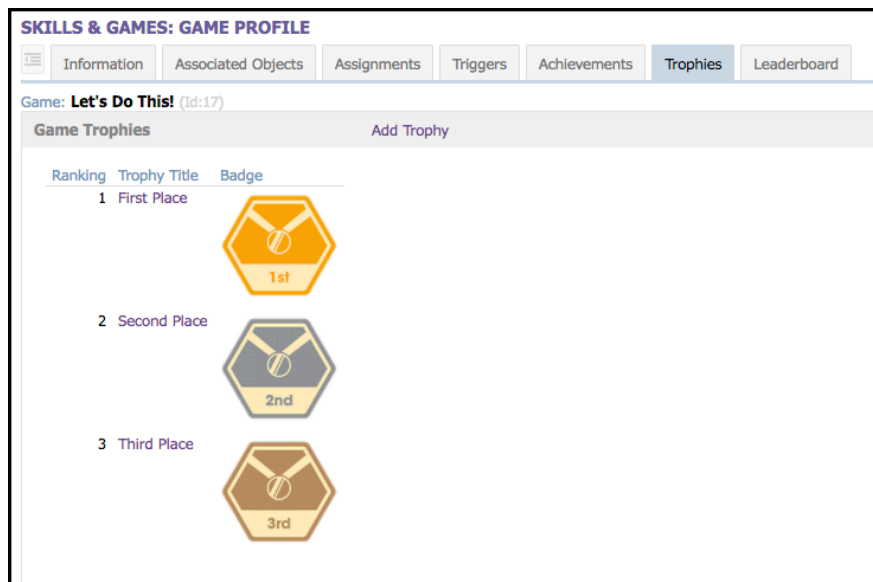 SKILLS & GAMES: GAME PROFILE
Information Associated Objects Assignments Triggers Achievements Trophies Leaderboard
Game: Let's Do This! (Id:17)
Game Trophies Add Trophy
Ranking Trophy Title Badge
1 First Place
1st
2 Second Place
2nd
3 Third Place
3rd